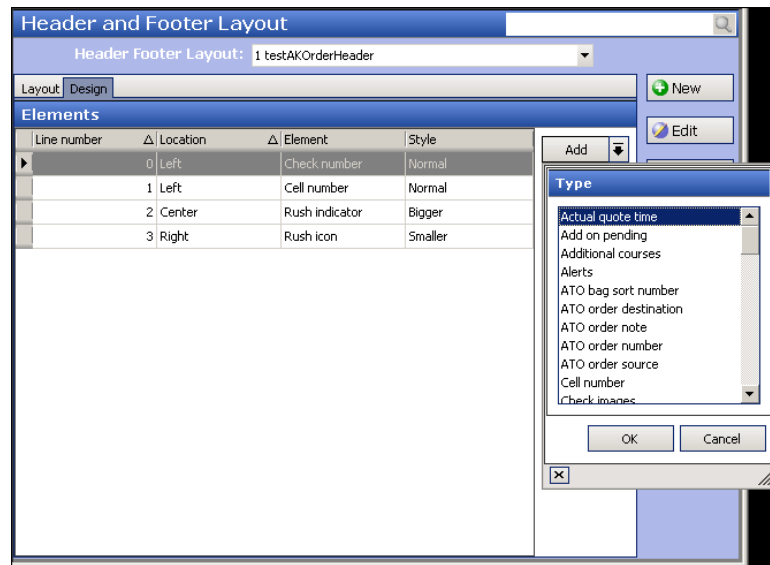 Header and Footer Layout
Header Footer Layout: 1 testAKOrderHeader
Layout Design
New
Elements
Edit
Line number Location Element Style
Add
0 Left Check number Normal
1 Left Cell number Normal
2 Center Rush indicator Bigger
3 Right Rush icon Smaller
Type
Actual quote time
Add on pending
Additional courses
Alerts
ATO bag sort number
ATO order destination
ATO order note
ATO order number
ATO order source
Cell number
Check images
OK Cancel